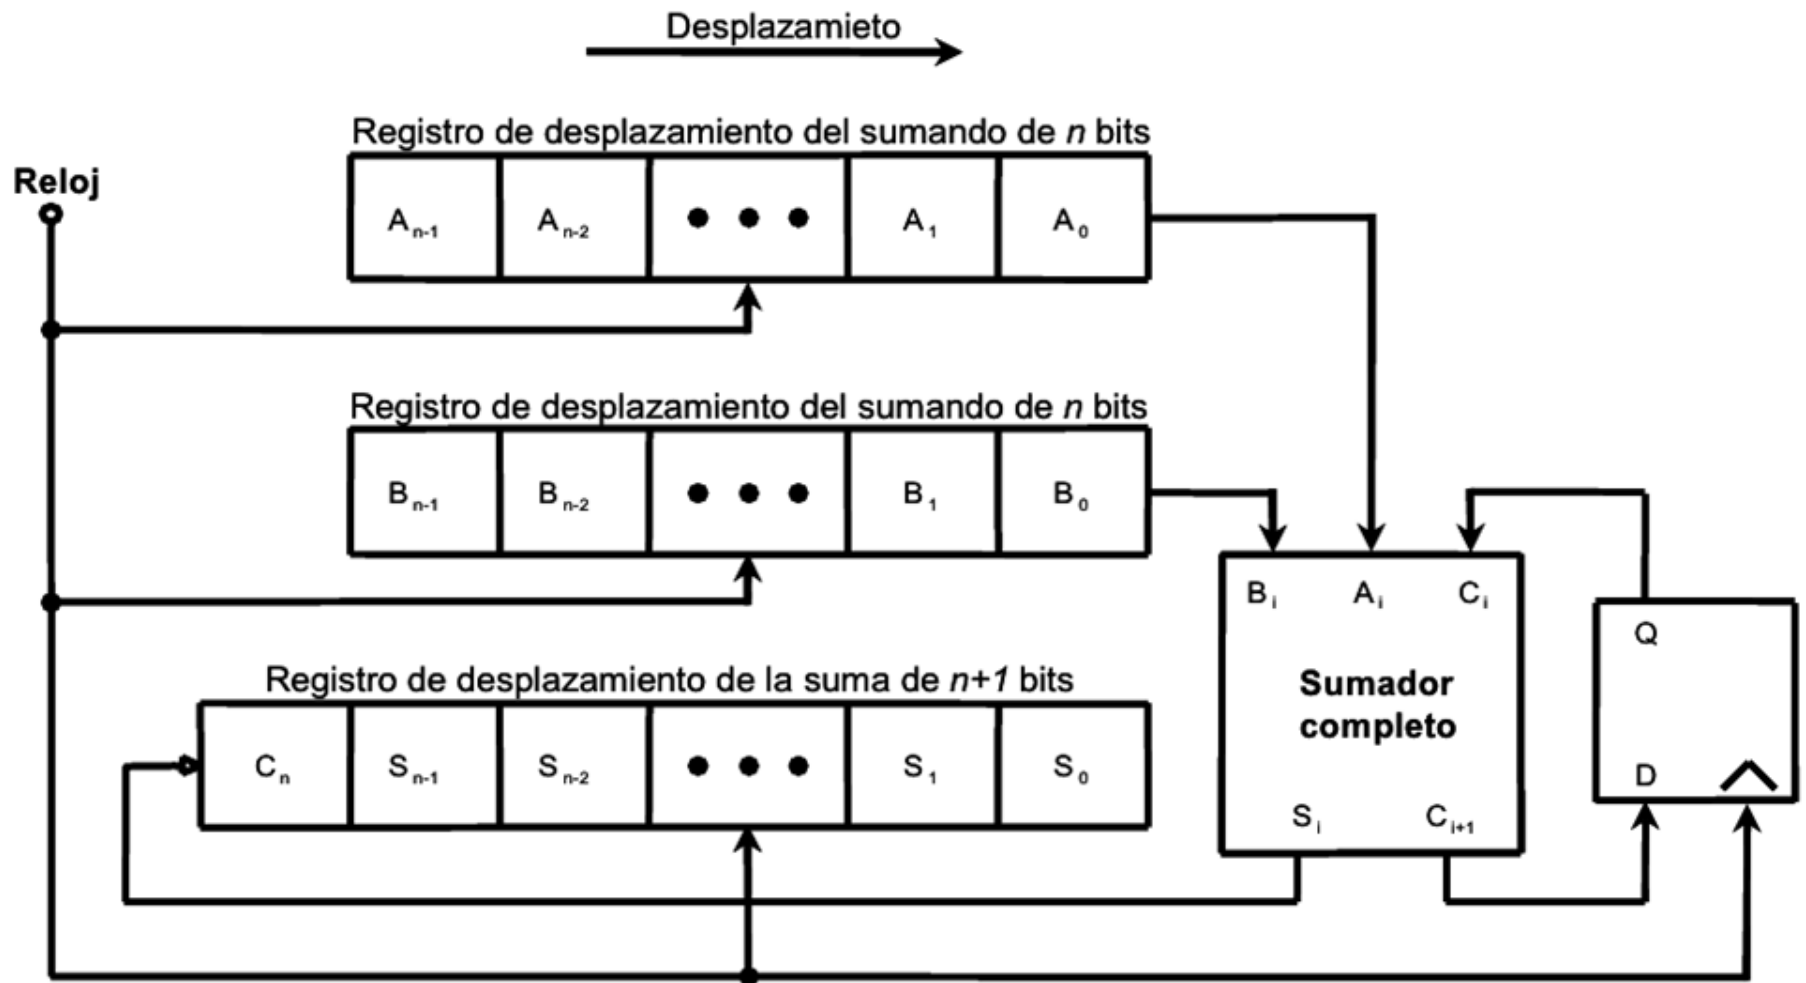 Desplazamieto
Registro de desplazamiento del sumando de n bits
Reloj
A n-1 A n-2 • • • A 1 A 0
Registro de desplazamiento del sumando de n bits
B n-1 B n-2 • • • B 1 B 0
B i A i C i
Q
Registro de desplazamiento de la suma de n+1 bits
Sumador
completo
C n S n-1 S n-2 • • • S 1 S 0
D
S i C i+1